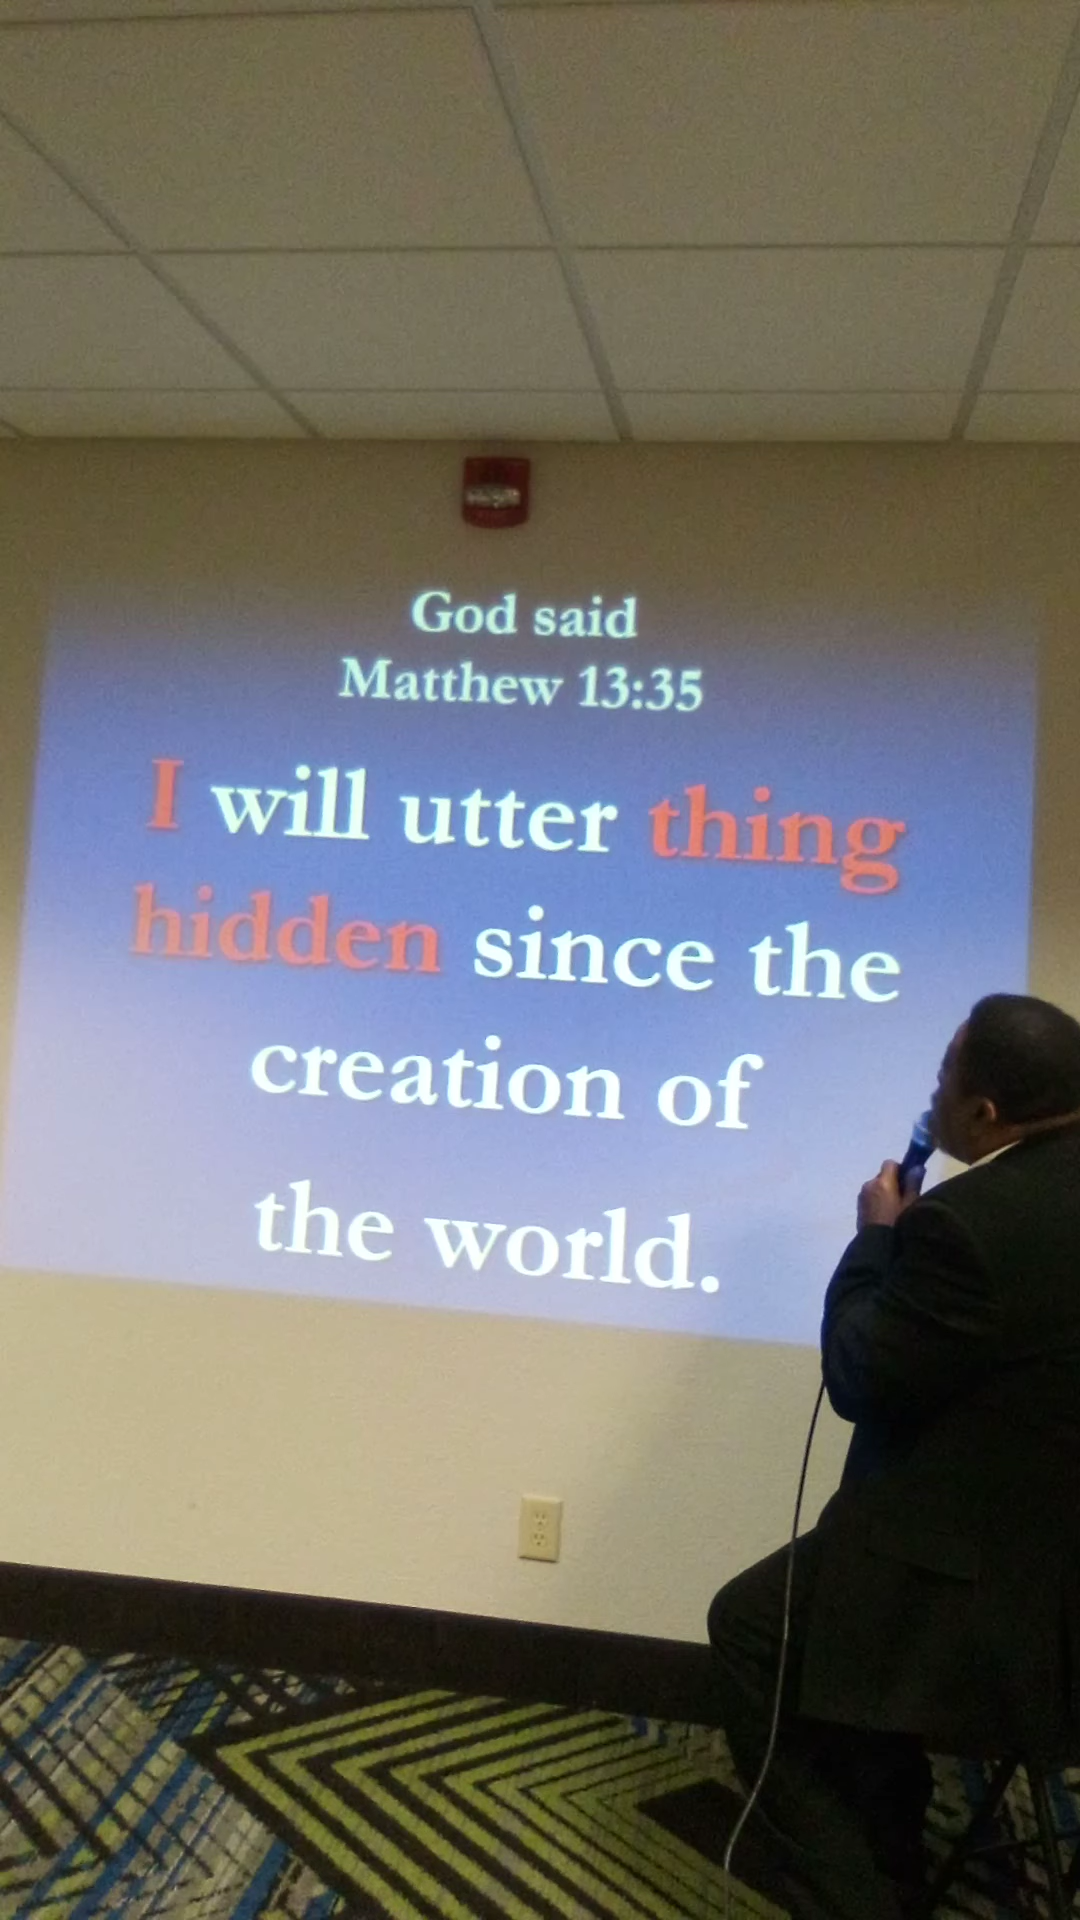 God said
Matthew 13:35
I will utter thing
hidden since the
creation of
the world.